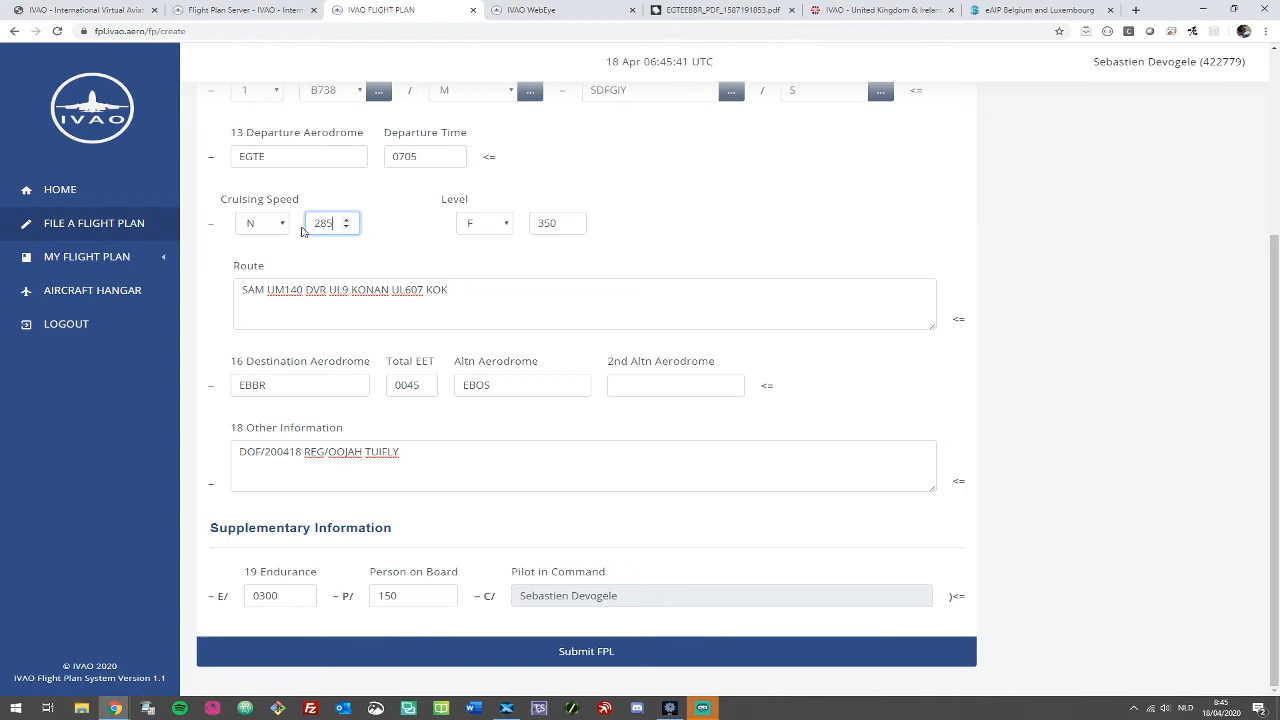 IVAO - International Virtual Aviat
Flight Plan Server - IVAO - Intern
IVAO FLIGHT PLAN
IVAO WebEye
EGTEEBBR_PDF_1587191853.pdf
IVAO - United Kingdom & Irelan
eAIP Belgium and Luxembourg
fpl.ivao.aero/fp/create
18 Apr 06:45:41 UTC
Sebastien Devogele (422779)
IVAO
HOME
FILE A FLIGHT PLAN
MY FLIGHT PLAN
AIRCRAFT HANGAR
LOGOUT
© IVAO 2020
IVAO Flight Plan System Version 1.1
– 1 B738 ... / M ... – SDFGIY ... / S ... <=
13 Departure Aerodrome Departure Time
– EGTE 0705 <=
Cruising Speed Level
– N 285 F 350
Route
SAM UM140 DVR UL9 KONAN UL607 KOK
<=
16 Destination Aerodrome Total EET Altn Aerodrome 2nd Altn Aerodrome
– EBBR 0045 EBOS <=
18 Other Information
DOF/200418 REG/OOJAH TUIFLY
– <=
Supplementary Information
19 Endurance Person on Board Pilot in Command
– E/ 0300 – P/ 150 – C/ Sebastien Devogele )<=
Submit FPL
NLD
8:45
18/04/2020